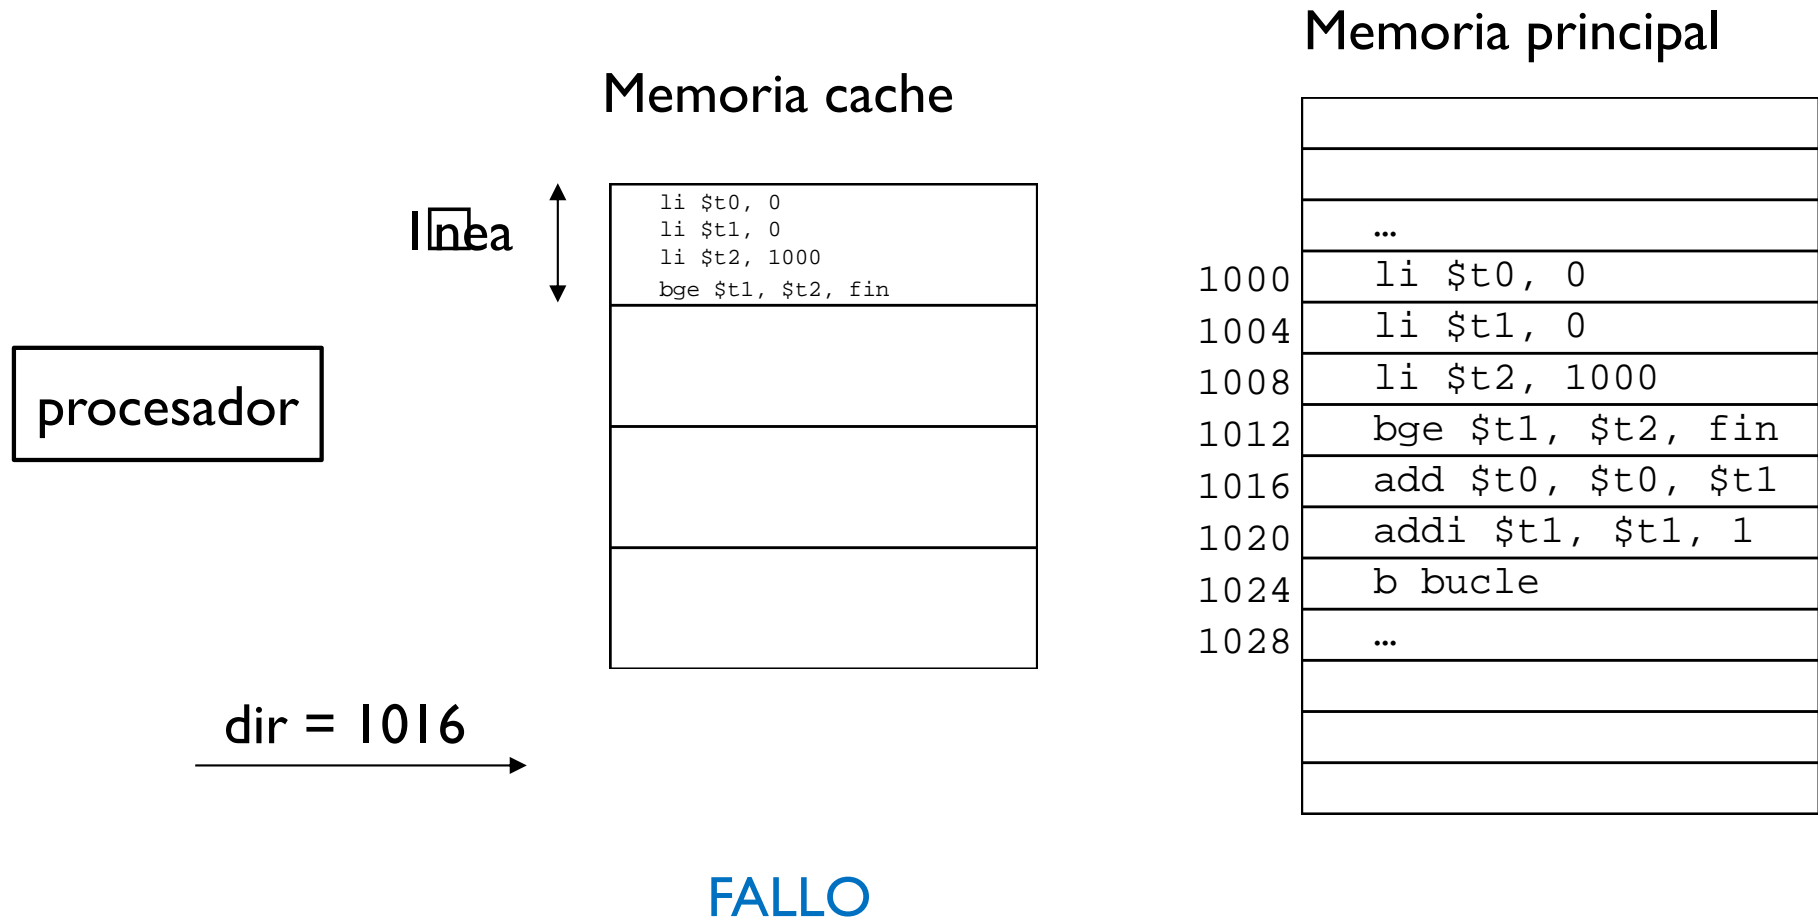 Memoria principal
Memoria cache
línea
li $t0, 0
li $t1, 0
li $t2, 1000
bge $t1, $t2, fin
procesador
…
1000 li $t0, 0
1004 li $t1, 0
1008 li $t2, 1000
1012 bge $t1, $t2, fin
1016 add $t0, $t0, $t1
1020 addi $t1, $t1, 1
1024 b bucle
1028 …
dir = 1016
FALLO